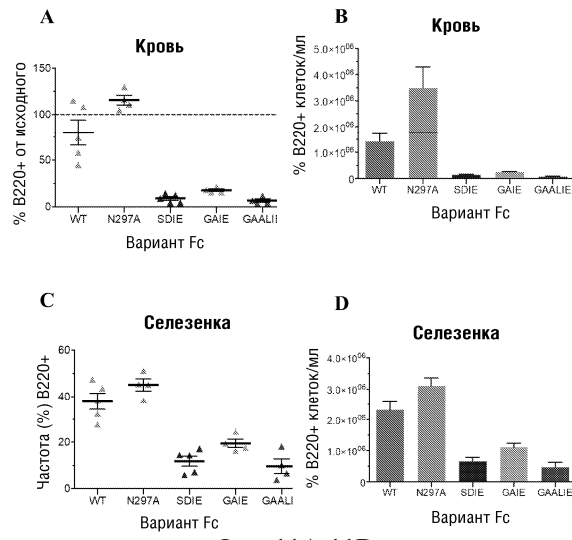 A
Кровь
% B220+ от исходного
150
100
50
0
WT N297A SDIE GAIE GAALIE
Вариант Fc
B
Кровь
% B220+ клеток/мл
5.0×10⁰⁶
4.0×10⁰⁶
3.0×10⁰⁶
2.0×10⁰⁶
1.0×10⁰⁶
0
WT N297A SDIE GAIE GAALIE
Вариант Fc
C
Селезенка
Частота (%) B220+
60
40
20
0
WT N297A SDIE GAIE GAALIE
Вариант Fc
D
Селезенка
% B220+ клеток/мл
4.0×10⁰⁶
3.0×10⁰⁶
2.0×10⁰⁶
1.0×10⁰⁶
0
WT N297A SDIE GAIE GAALIE
Вариант Fc